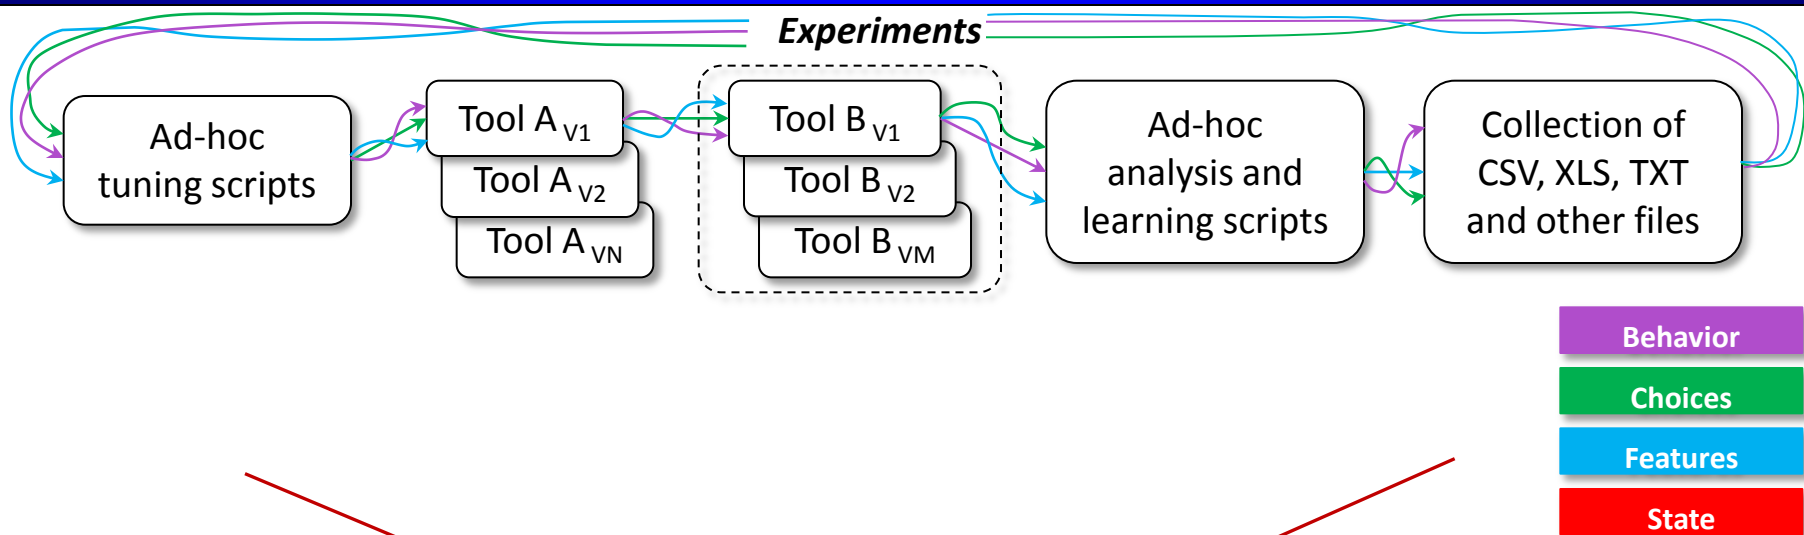 Experiments
Ad-hoc
tuning scripts
Tool A V1
Tool A V2
Tool A VN
Tool B V1
Tool B V2
Tool B VM
Ad-hoc
analysis and
learning scripts
Collection of
CSV, XLS, TXT
and other files
Behavior
Choices
Features
State